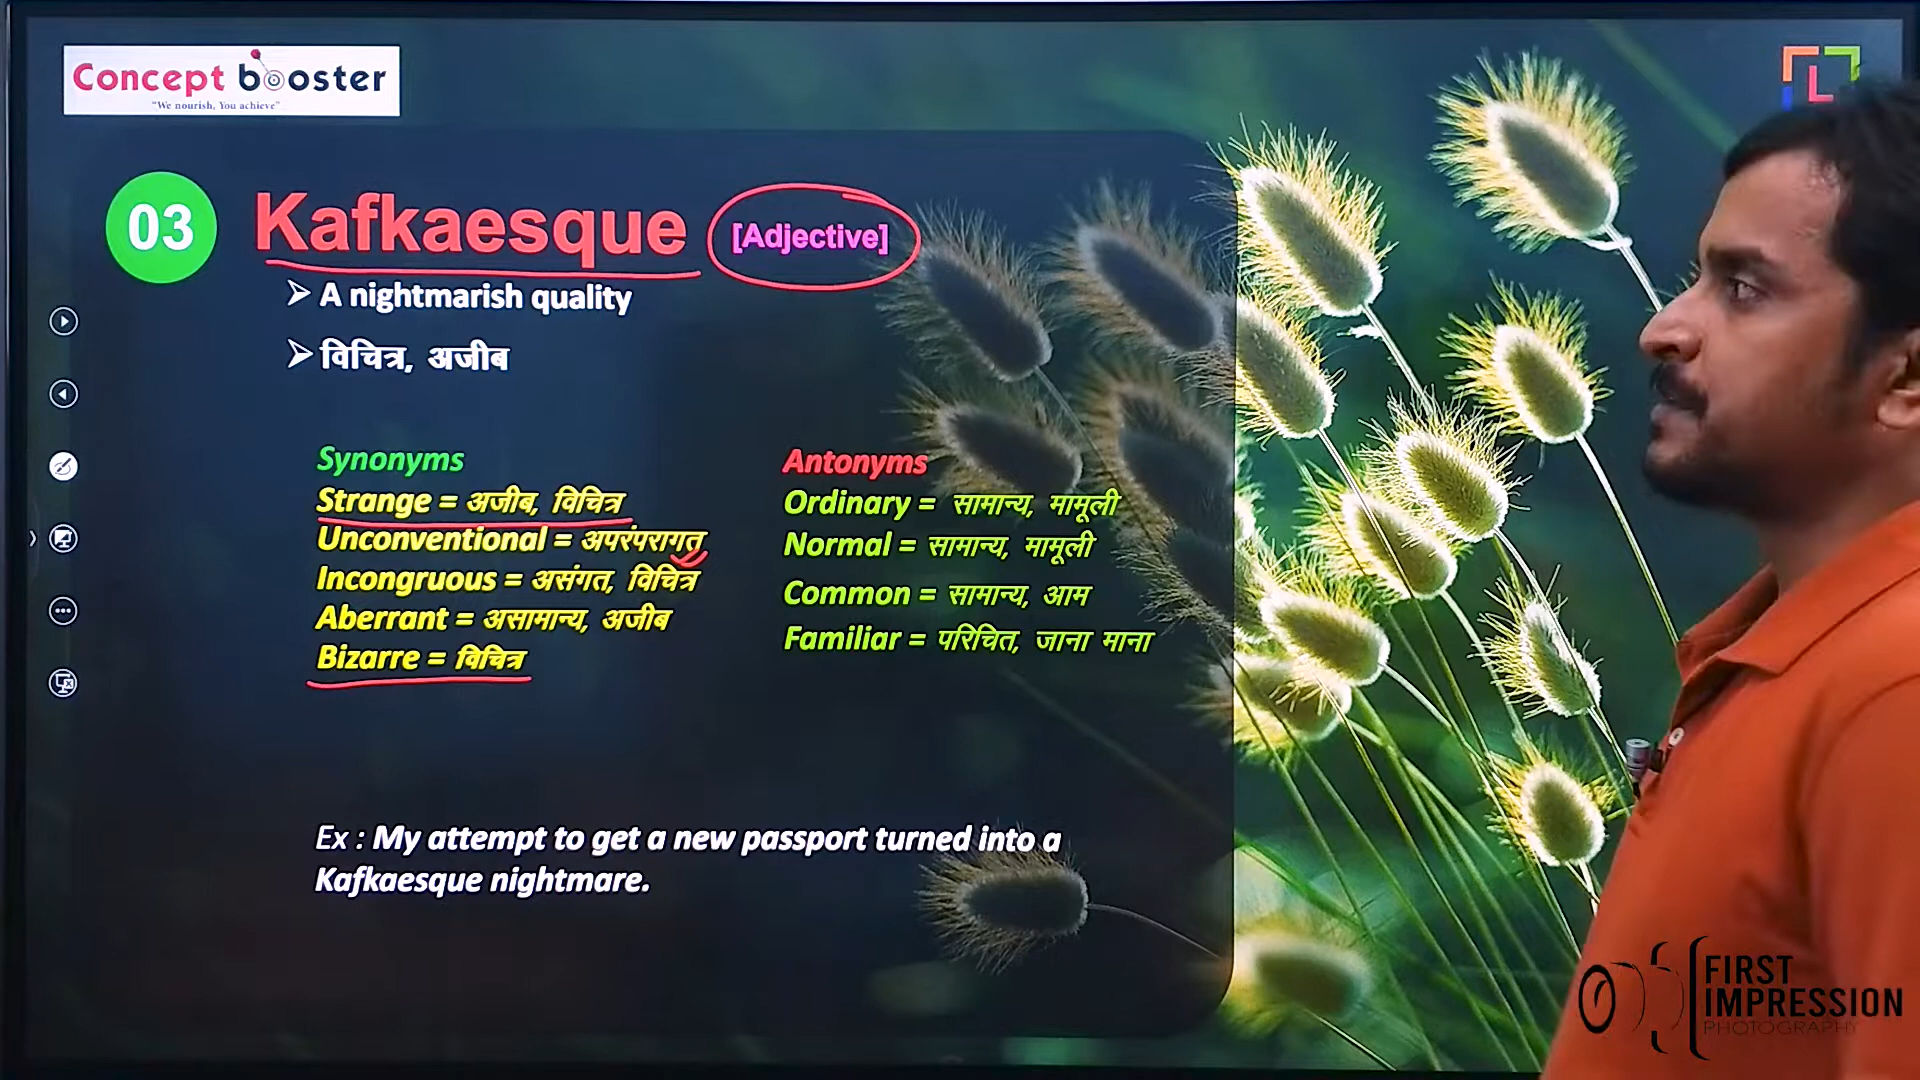 Concept booster
"We nourish, You achieve"
L
03
Kafkaesque [Adjective]
A nightmarish quality
विचित्र, अजीब
Synonyms
Strange = अजीब, विचित्र
Unconventional = अपरंपरागत
Incongruous = असंगत, विचित्र
Aberrant = असामान्य, अजीब
Bizarre = विचित्र
Antonyms
Ordinary = सामान्य, मामूली
Normal = सामान्य, मामूली
Common = सामान्य, आम
Familiar = परिचित, जाना माना
Ex : My attempt to get a new passport turned into a
Kafkaesque nightmare.
FIRST
IMPRESSION
PHOTOGRAPHY